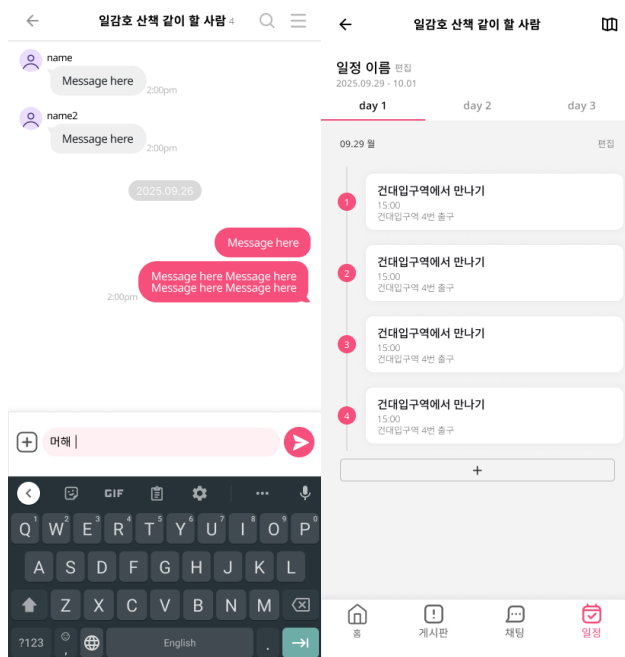 일감호 산책 같이 할 사람 4
name
Message here
2:00pm
name2
Message here
2:00pm
2025.09.26
Message here
Message here Message here
Message here Message here
2:00pm
머해
GIF
Q1 W2 E3 R4 T5 Y6 U7 I8 O9 P0
A S D F G H J K L
Z X C V B N M
?123 , English .
일감호 산책 같이 할 사람
일정 이름 편집
2025.09.29 - 10.01
day 1 day 2 day 3
09.29 월 편집
1 건대입구역에서 만나기
15:00
건대입구역 4번 출구
2 건대입구역에서 만나기
15:00
건대입구역 4번 출구
3 건대입구역에서 만나기
15:00
건대입구역 4번 출구
4 건대입구역에서 만나기
15:00
건대입구역 4번 출구
+
홈 게시판 채팅 일정